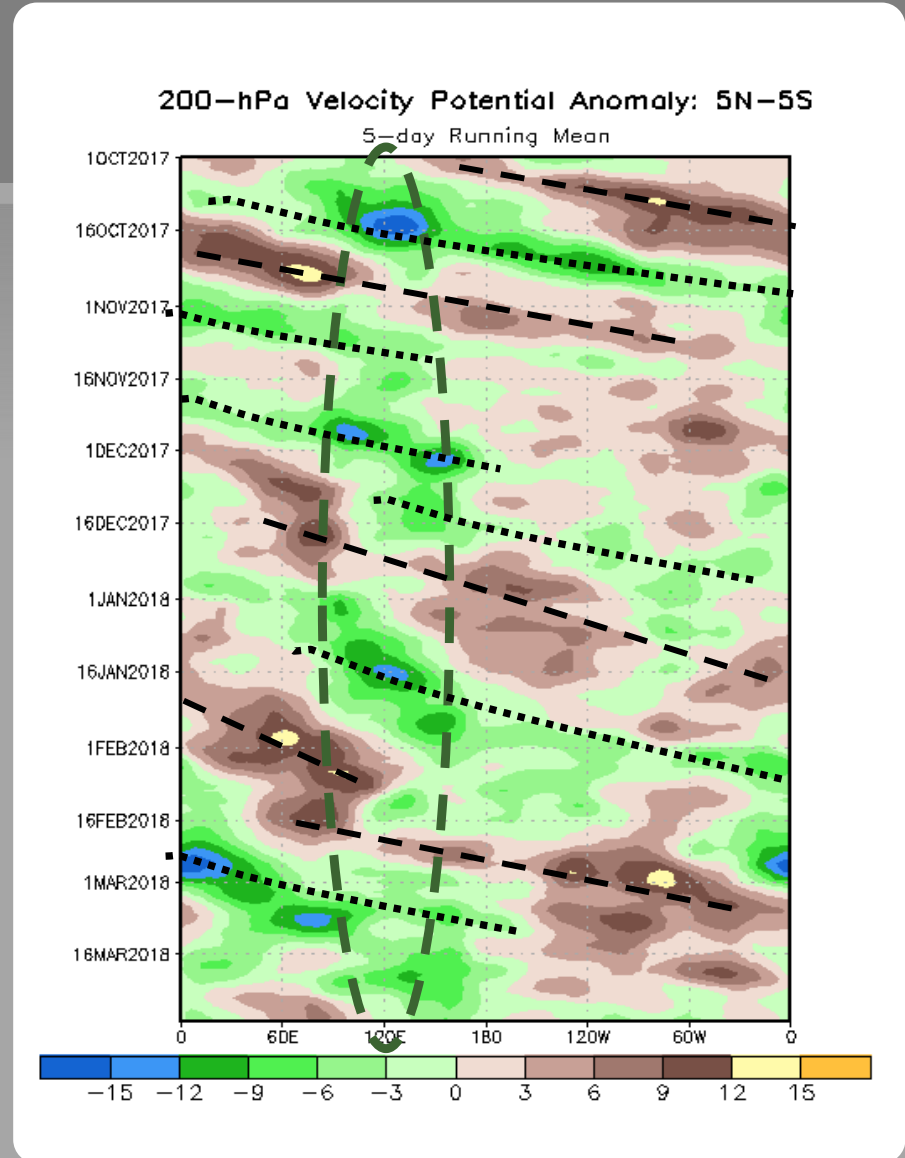 200-hPa Velocity Potential Anomaly: 5N-5S
5-day Running Mean
1OCT2017
16OCT2017
1NOV2017
16NOV2017
1DEC2017
16DEC2017
1JAN2018
16JAN2018
1FEB2018
16FEB2018
1MAR2018
16MAR2018
0 60E 120E 180 120W 60W 0
-15 -12 -9 -6 -3 0 3 6 9 12 15